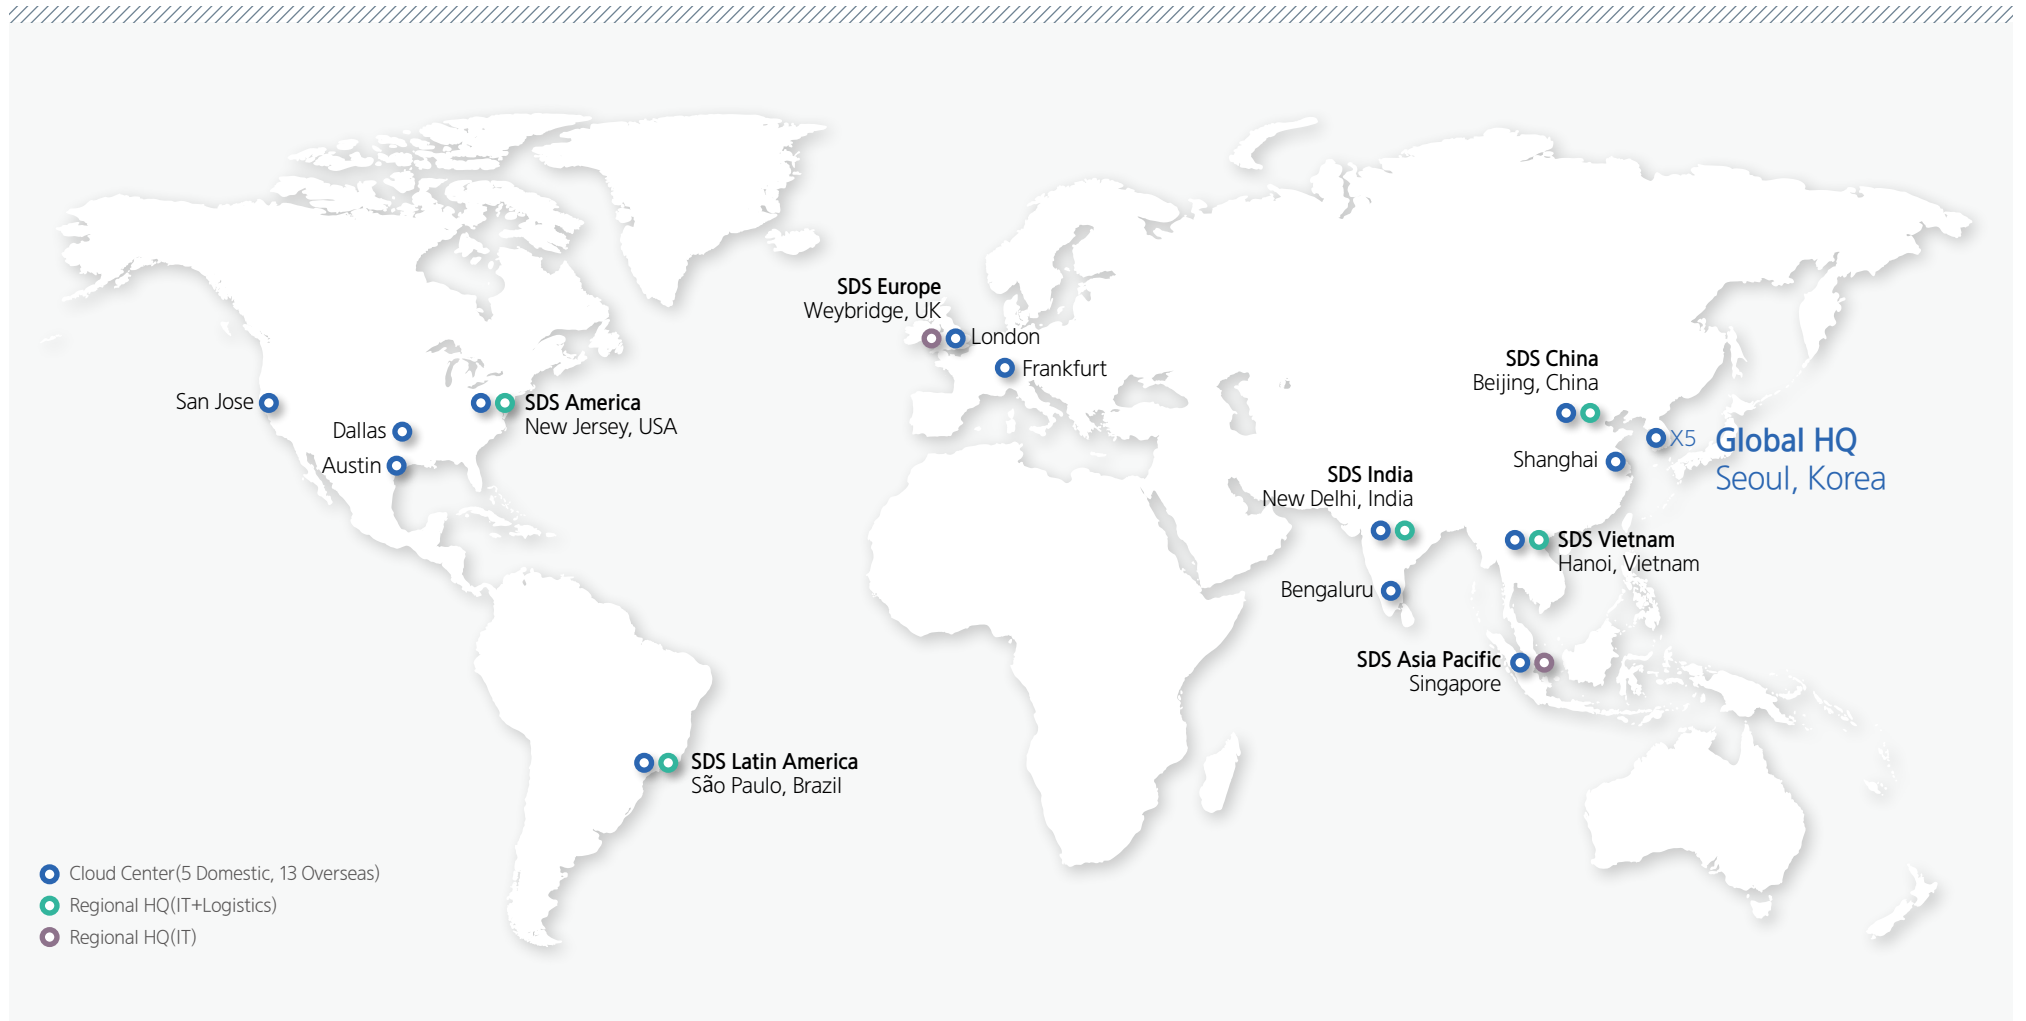 SDS Europe
Weybridge, UK
London
Frankfurt
SDS China
Beijing, China
San Jose
SDS America
New Jersey, USA
Dallas
Austin
X5
Global HQ
Seoul, Korea
Shanghai
SDS India
New Delhi, India
SDS Vietnam
Hanoi, Vietnam
Bengaluru
SDS Asia Pacific
Singapore
SDS Latin America
São Paulo, Brazil
Cloud Center(5 Domestic, 13 Overseas)
Regional HQ(IT+Logistics)
Regional HQ(IT)